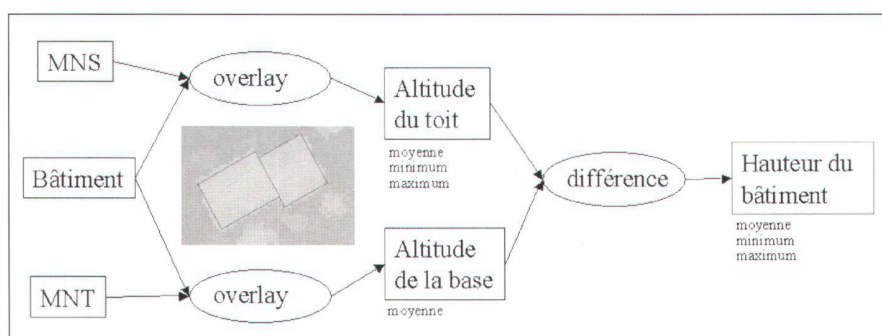 MNS
overlay
Altitude
du toit
moyenne
minimum
maximum
Bâtiment
différence
Hauteur du
bâtiment
moyenne
minimum
maximum
MNT
overlay
Altitude
de la base
moyenne